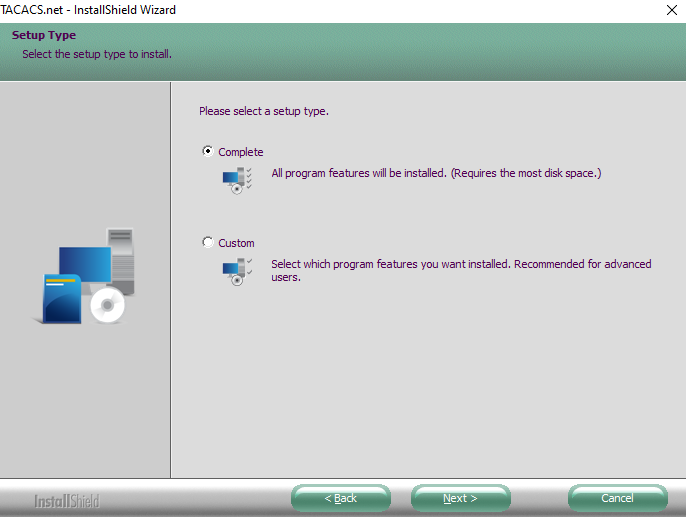 TACACS.net - InstallShield Wizard
Setup Type
Select the setup type to install.
Please select a setup type.
Complete
All program features will be installed. (Requires the most disk space.)
Custom
Select which program features you want installed. Recommended for advanced
users.
InstallShield
< Back
Next >
Cancel